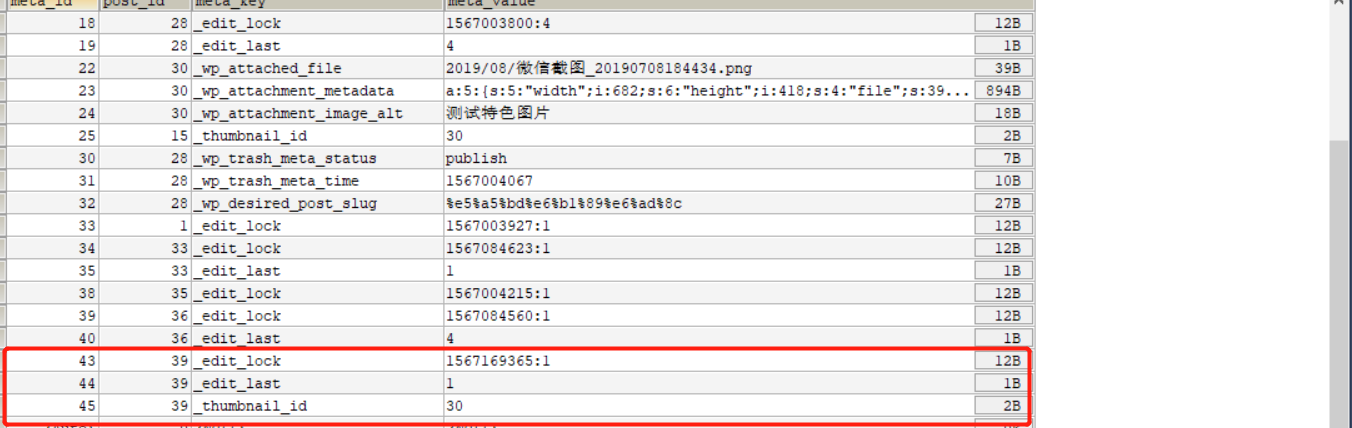 meta_id post_id meta_key meta_value
18 28 _edit_lock 1567003800:4 12B
19 28 _edit_last 4 1B
22 30 _wp_attached_file 2019/08/微信截图_20190708184434.png 39B
23 30 _wp_attachment_metadata a:5:{s:5:"width";i:682;s:6:"height";i:418;s:4:"file";s:39... 894B
24 30 _wp_attachment_image_alt 测试特色图片 18B
25 15 _thumbnail_id 30 2B
30 28 _wp_trash_meta_status publish 7B
31 28 _wp_trash_meta_time 1567004067 10B
32 28 _wp_desired_post_slug %e5%a5%bd%e6%b1%89%e6%ad%8c 27B
33 1 _edit_lock 1567003927:1 12B
34 33 _edit_lock 1567084623:1 12B
35 33 _edit_last 1 1B
38 35 _edit_lock 1567004215:1 12B
39 36 _edit_lock 1567084560:1 12B
40 36 _edit_last 4 1B
43 39 _edit_lock 1567169365:1 12B
44 39 _edit_last 1 1B
45 39 _thumbnail_id 30 2B